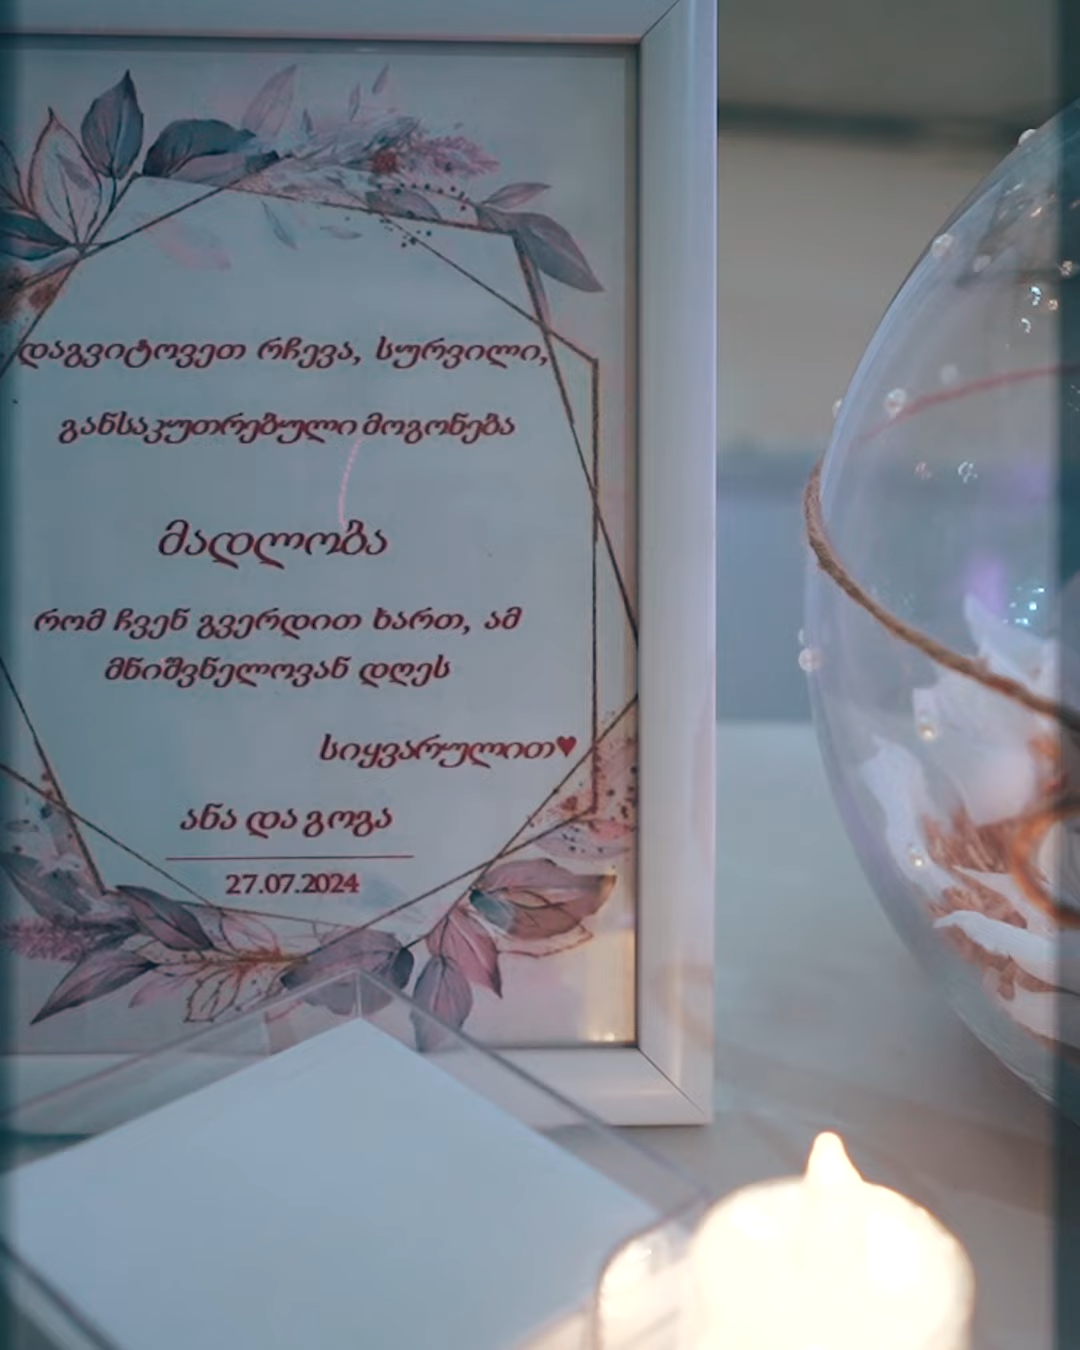 დაგვიტოვეთ რჩევა, სურვილი,
განსაკუთრებული მოგონება
მადლობა
რომ ჩვენ გვერდით ხართ, ამ
მნიშვნელოვან დღეს
სიყვარულით♥
ანა და გოგა
27.07.2024